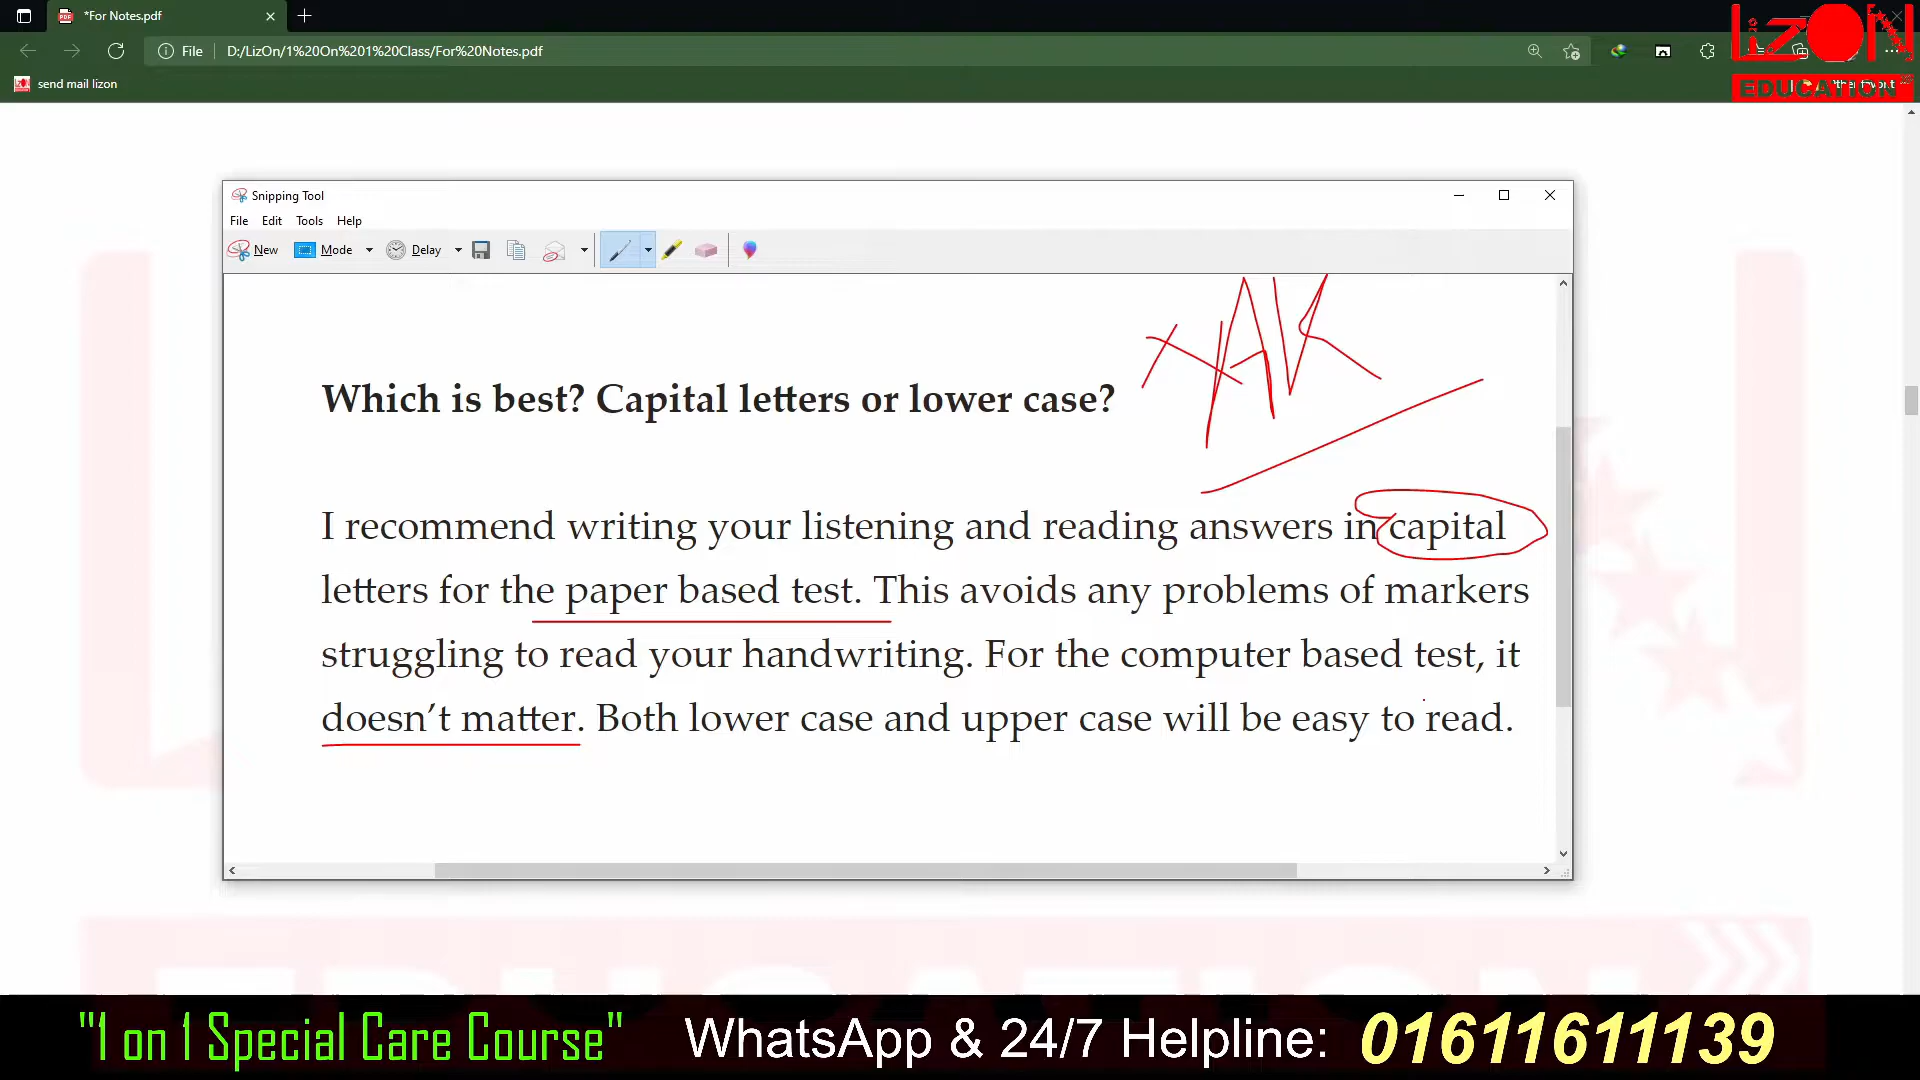 *For Notes.pdf
File
D:/LizOn/1%20On%201%20Class/For%20Notes.pdf
send mail lizon
LizON
EDUCATION
Snipping Tool
File Edit Tools Help
New Mode Delay
Which is best? Capital letters or lower case?
I recommend writing your listening and reading answers in capital
letters for the paper based test. This avoids any problems of markers
struggling to read your handwriting. For the computer based test, it
doesn't matter. Both lower case and upper case will be easy to read.
EDUCATION
"1 on 1 Special Care Course" WhatsApp & 24/7 Helpline: 01611611139